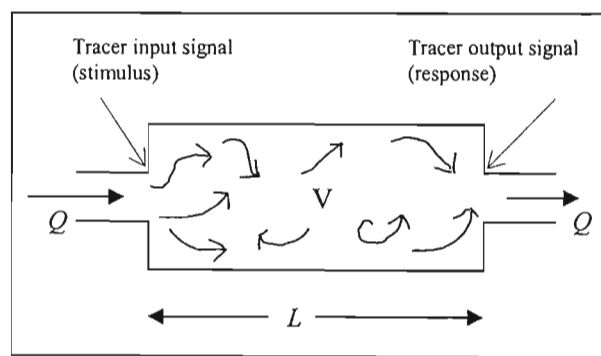 Tracer input signal
(stimulus)
Tracer output signal
(response)
V
Q
Q
L